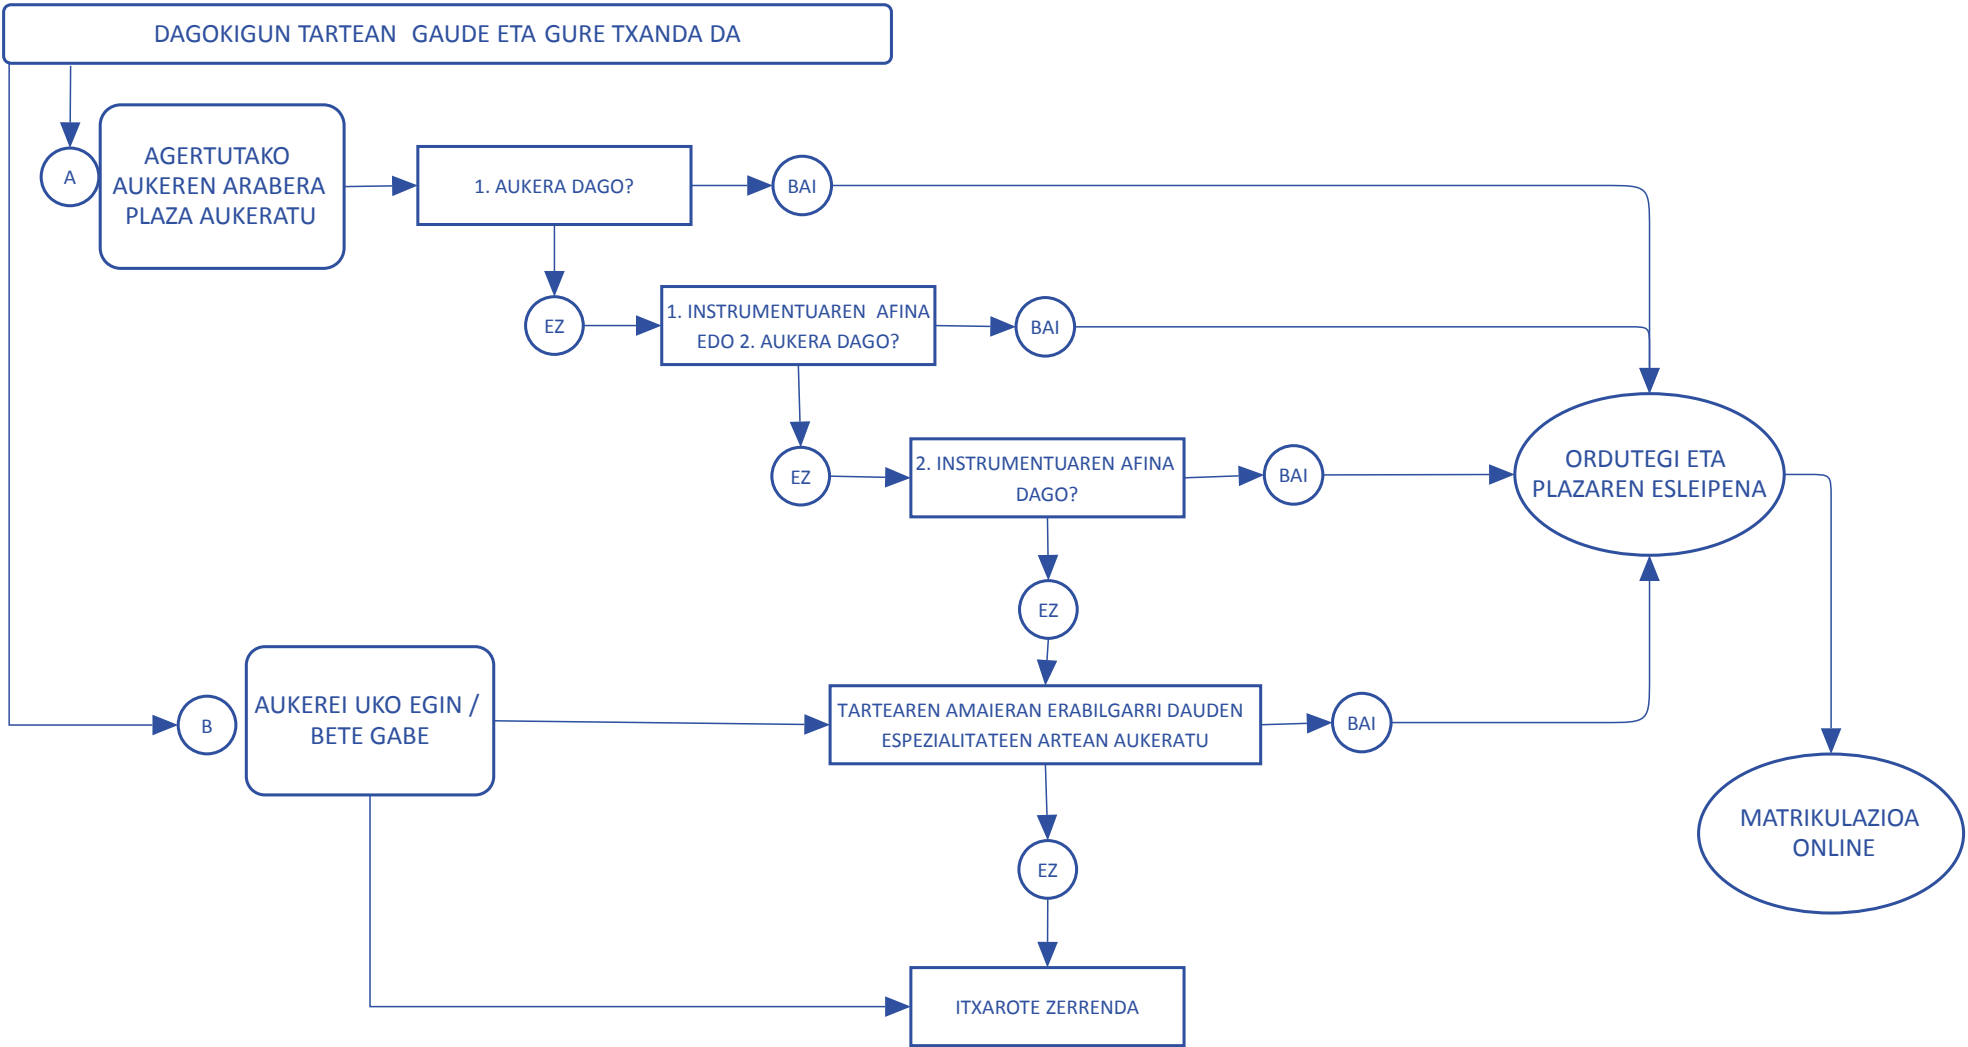 DAGOKIGUN TARTEAN GAUDE ETA GURE TXANDA DA
A
AGERTUTAKO
AUKEREN ARABERA
PLAZA AUKERATU
1. AUKERA DAGO?
BAI
EZ
1. INSTRUMENTUAREN AFINA
EDO 2. AUKERA DAGO?
BAI
EZ
2. INSTRUMENTUAREN AFINA
DAGO?
BAI
ORDUTEGI ETA
PLAZAREN ESLEIPENA
EZ
B
AUKEREI UKO EGIN /
BETE GABE
TARTEAREN AMAIERAN ERABILGARRI DAUDEN
ESPEZIALITATEEN ARTEAN AUKERATU
BAI
MATRIKULAZIOA
ONLINE
EZ
ITXAROTE ZERRENDA